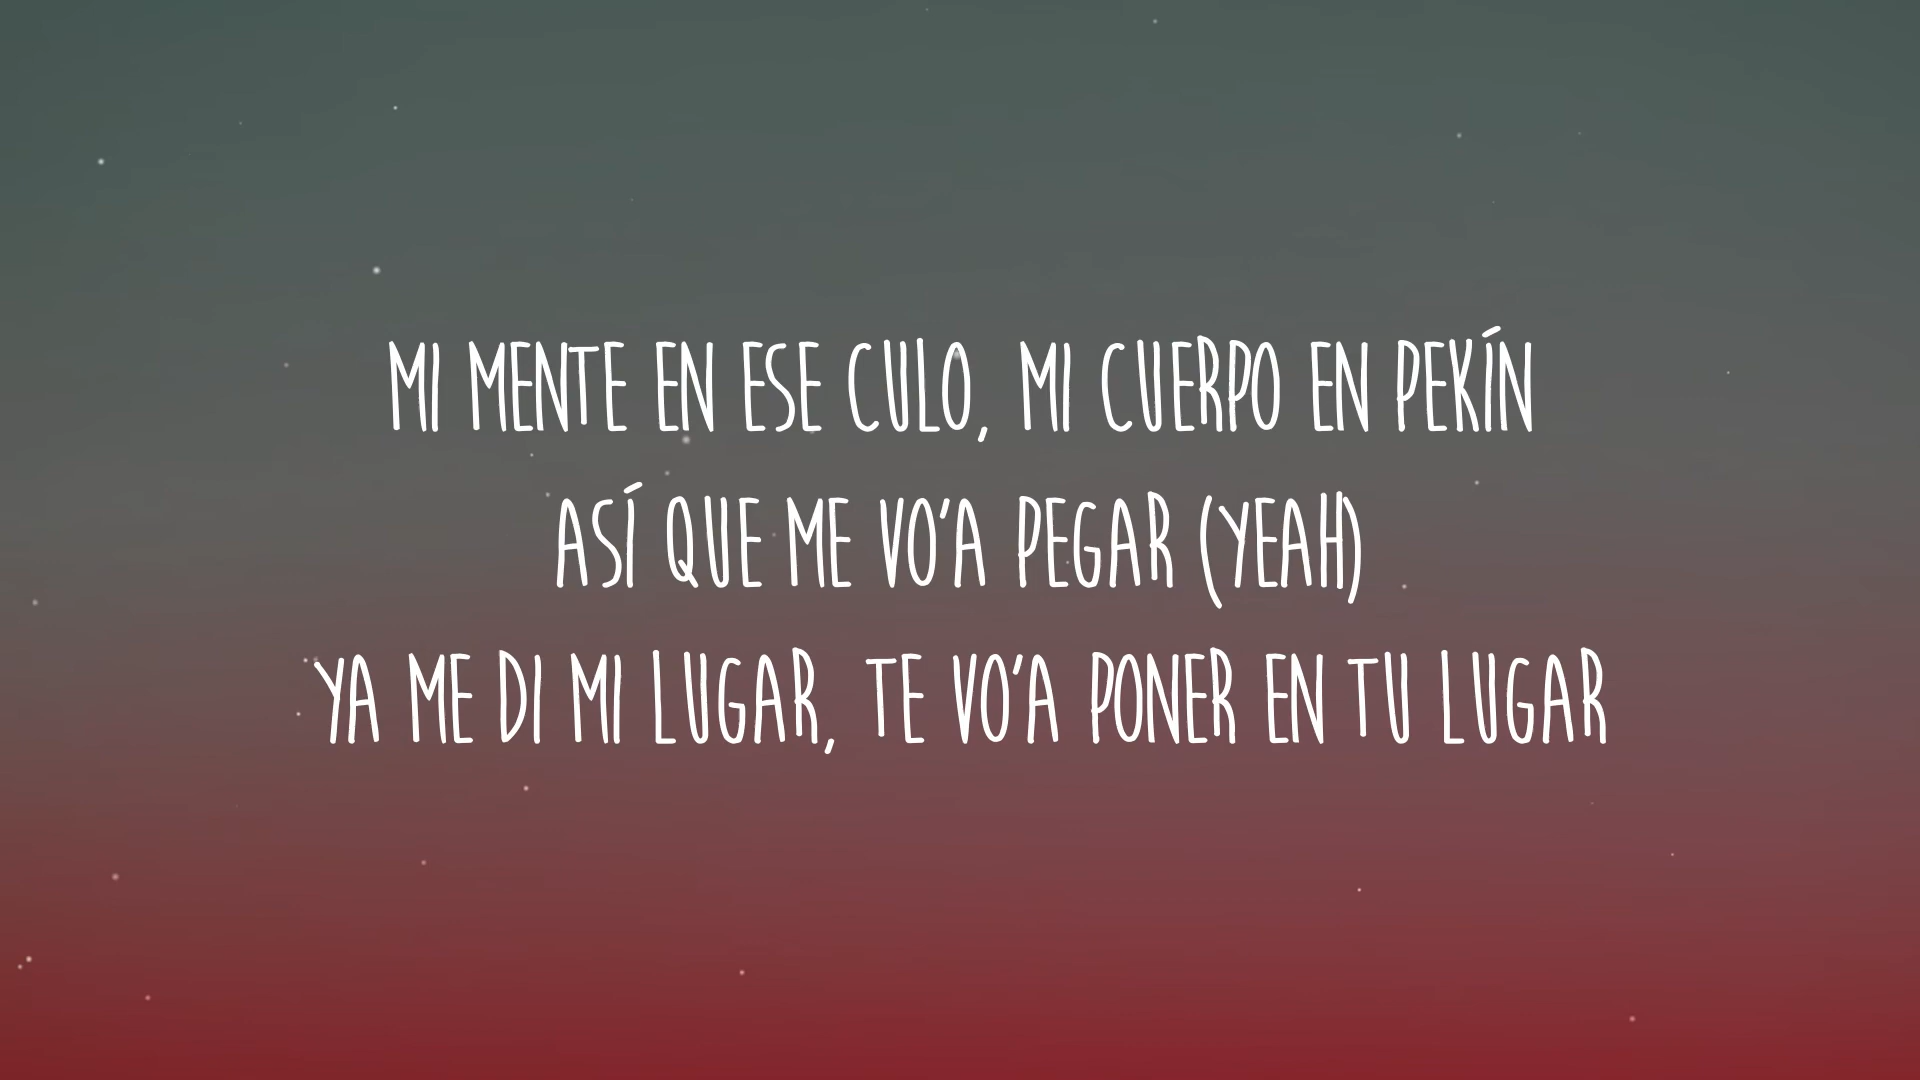 MI MENTE EN ESE CULO, MI CUERPO EN PEKÍN
ASÍ QUE ME VO'A PEGAR (YEAH)
YA ME DI MI LUGAR, TE VO'A PONER EN TU LUGAR